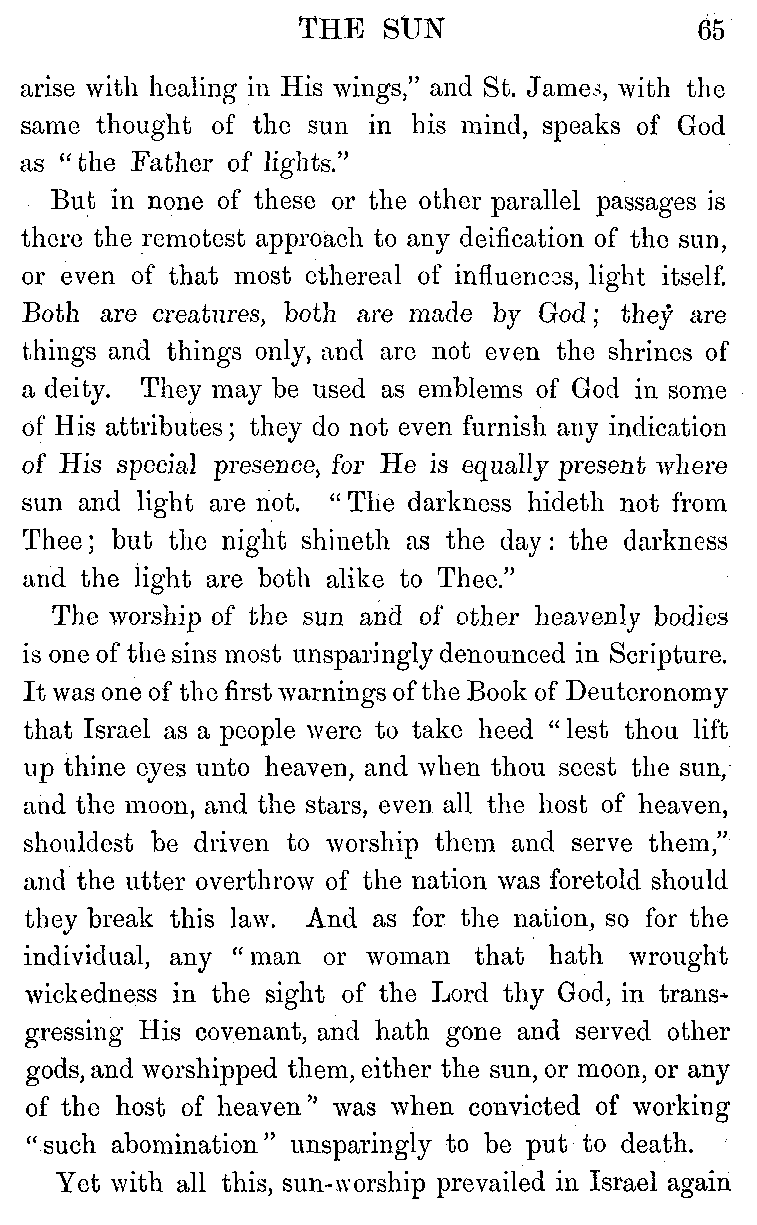 THE SUN 65
arise with healing in His wings,” and St. James, with the
same thought of the sun in his mind, speaks of God
as “the Father of lights.”
But in none of these or the other parallel passages is
there the remotest approach to any deification of the sun,
or even of that most ethereal of influences, light itself.
Both are creatures, both are made by God; they are
things and things only, and are not even the shrines of
a deity. They may be used as emblems of God in some
of His attributes; they do not even furnish any indication
of His special presence, for He is equally present where
sun and light are not. “The darkness hideth not from
Thee; but the night shineth as the day: the darkness
and the light are both alike to Thee.”
The worship of the sun and of other heavenly bodies
is one of the sins most unsparingly denounced in Scripture.
It was one of the first warnings of the Book of Deuteronomy
that Israel as a people were to take heed “lest thou lift
up thine eyes unto heaven, and when thou seest the sun,
and the moon, and the stars, even all the host of heaven,
shouldest be driven to worship them and serve them,”
and the utter overthrow of the nation was foretold should
they break this law. And as for the nation, so for the
individual, any “man or woman that hath wrought
wickedness in the sight of the Lord thy God, in trans-
gressing His covenant, and hath gone and served other
gods, and worshipped them, either the sun, or moon, or any
of the host of heaven” was when convicted of working
“such abomination” unsparingly to be put to death.
Yet with all this, sun-worship prevailed in Israel again